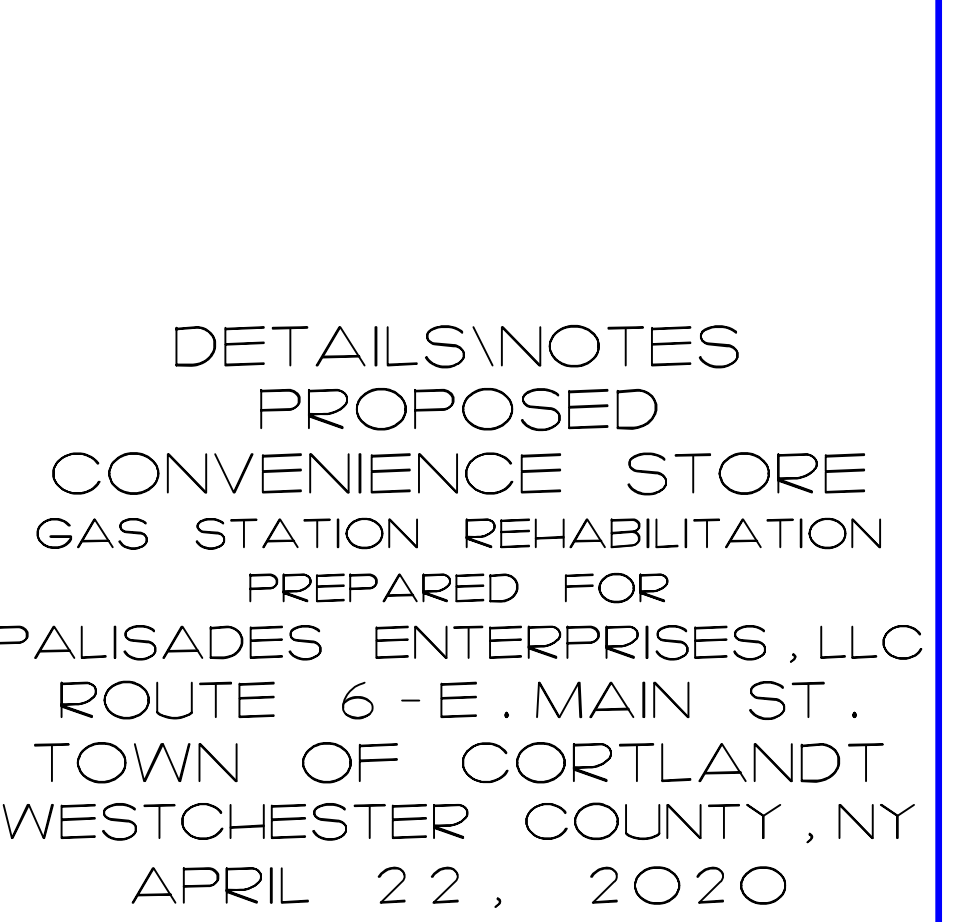 DETAILS\NOTES
PROPOSED
CONVENIENCE STORE
GAS STATION REHABILITATION
PREPARED FOR
PALISADES ENTERPRISES, LLC
ROUTE 6-E. MAIN ST.
TOWN OF CORTLANDT
WESTCHESTER COUNTY, NY
APRIL 22, 2020